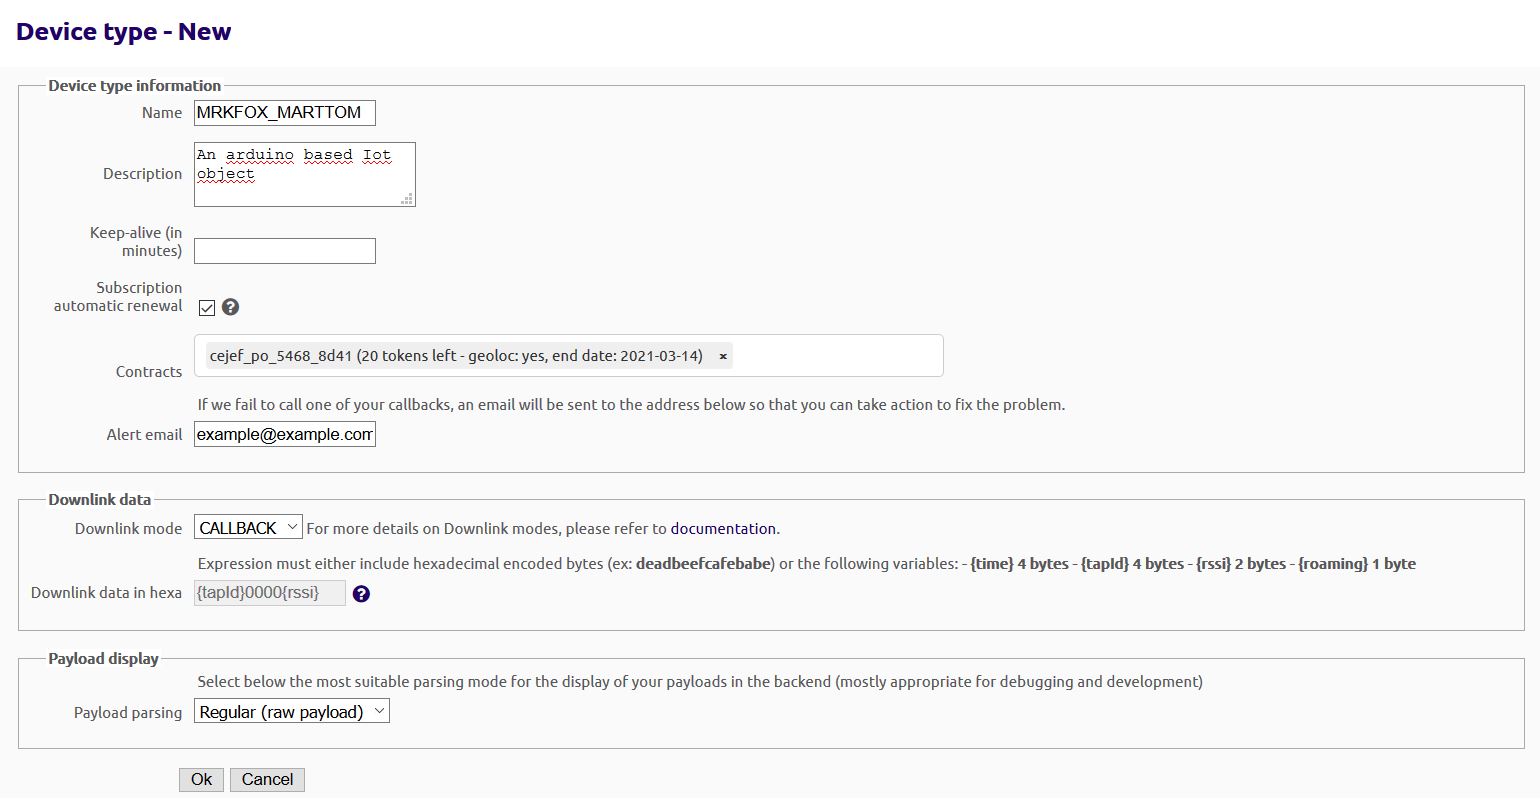 Device type - New
Device type information
Name MRKFOX_MARTTOM
Description An arduino based Iot
object
Keep-alive (in
minutes)
Subscription
automatic renewal ?
Contracts cejef_po_5468_8d41 (20 tokens left - geoloc: yes, end date: 2021-03-14) ×
If we fail to call one of your callbacks, an email will be sent to the address below so that you can take action to fix the problem.
Alert email example@example.com
Downlink data
Downlink mode CALLBACK For more details on Downlink modes, please refer to documentation.
Expression must either include hexadecimal encoded bytes (ex: deadbeefcafebabe) or the following variables: - {time} 4 bytes - {tapId} 4 bytes - {rssi} 2 bytes - {roaming} 1 byte
Downlink data in hexa {tapId}0000{rssi} ?
Payload display
Select below the most suitable parsing mode for the display of your payloads in the backend (mostly appropriate for debugging and development)
Payload parsing Regular (raw payload)
Ok Cancel